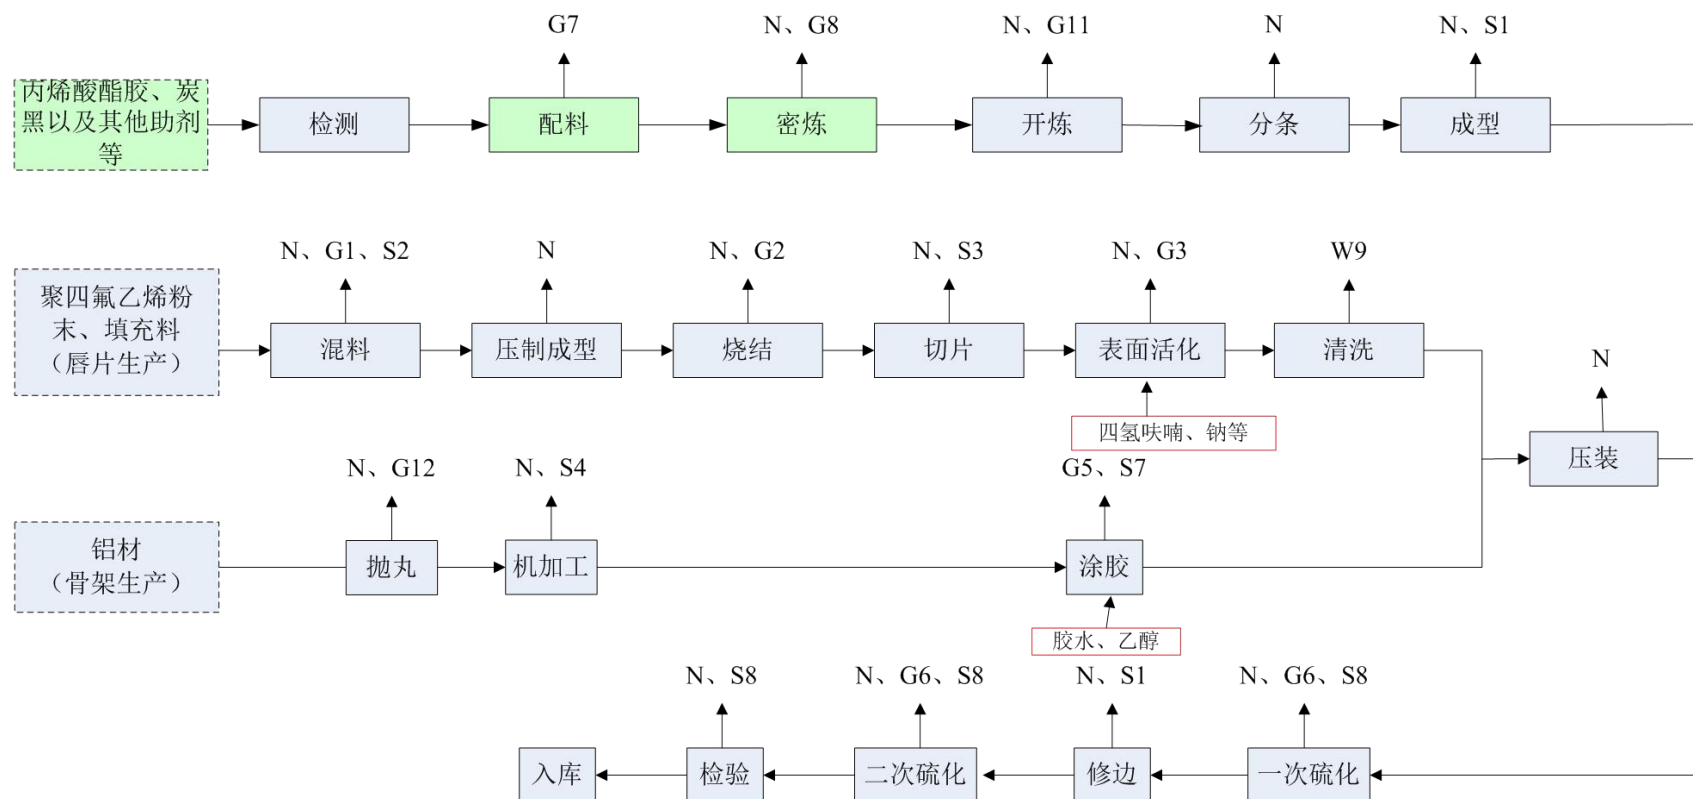 G7
N、G8
N、G11
N
N、S1
丙烯酸酯胶、炭
黑以及其他助剂
等
检测
配料
密炼
开炼
分条
成型
N、G1、S2
N
N、G2
N、S3
N、G3
W9
聚四氟乙烯粉
末、填充料
（唇片生产）
混料
压制成型
烧结
切片
表面活化
清洗
四氢呋喃、钠等
N
压装
N、G12
N、S4
G5、S7
铝材
（骨架生产）
抛丸
机加工
涂胶
胶水、乙醇
N、S8
N、G6、S8
N、S1
N、G6、S8
入库
检验
二次硫化
修边
一次硫化